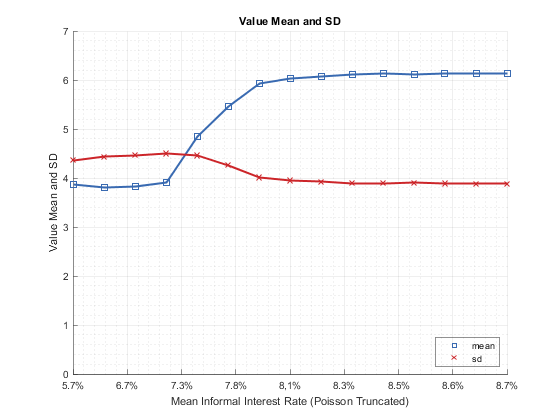 Value Mean and SD
7
6
5
4
3
2
1
0
Value Mean and SD
5.7% 6.7% 7.3% 7.8% 8,1% 8.3% 8.5% 8.6% 8.7%
Mean Informal Interest Rate (Poisson Truncated)
mean
sd